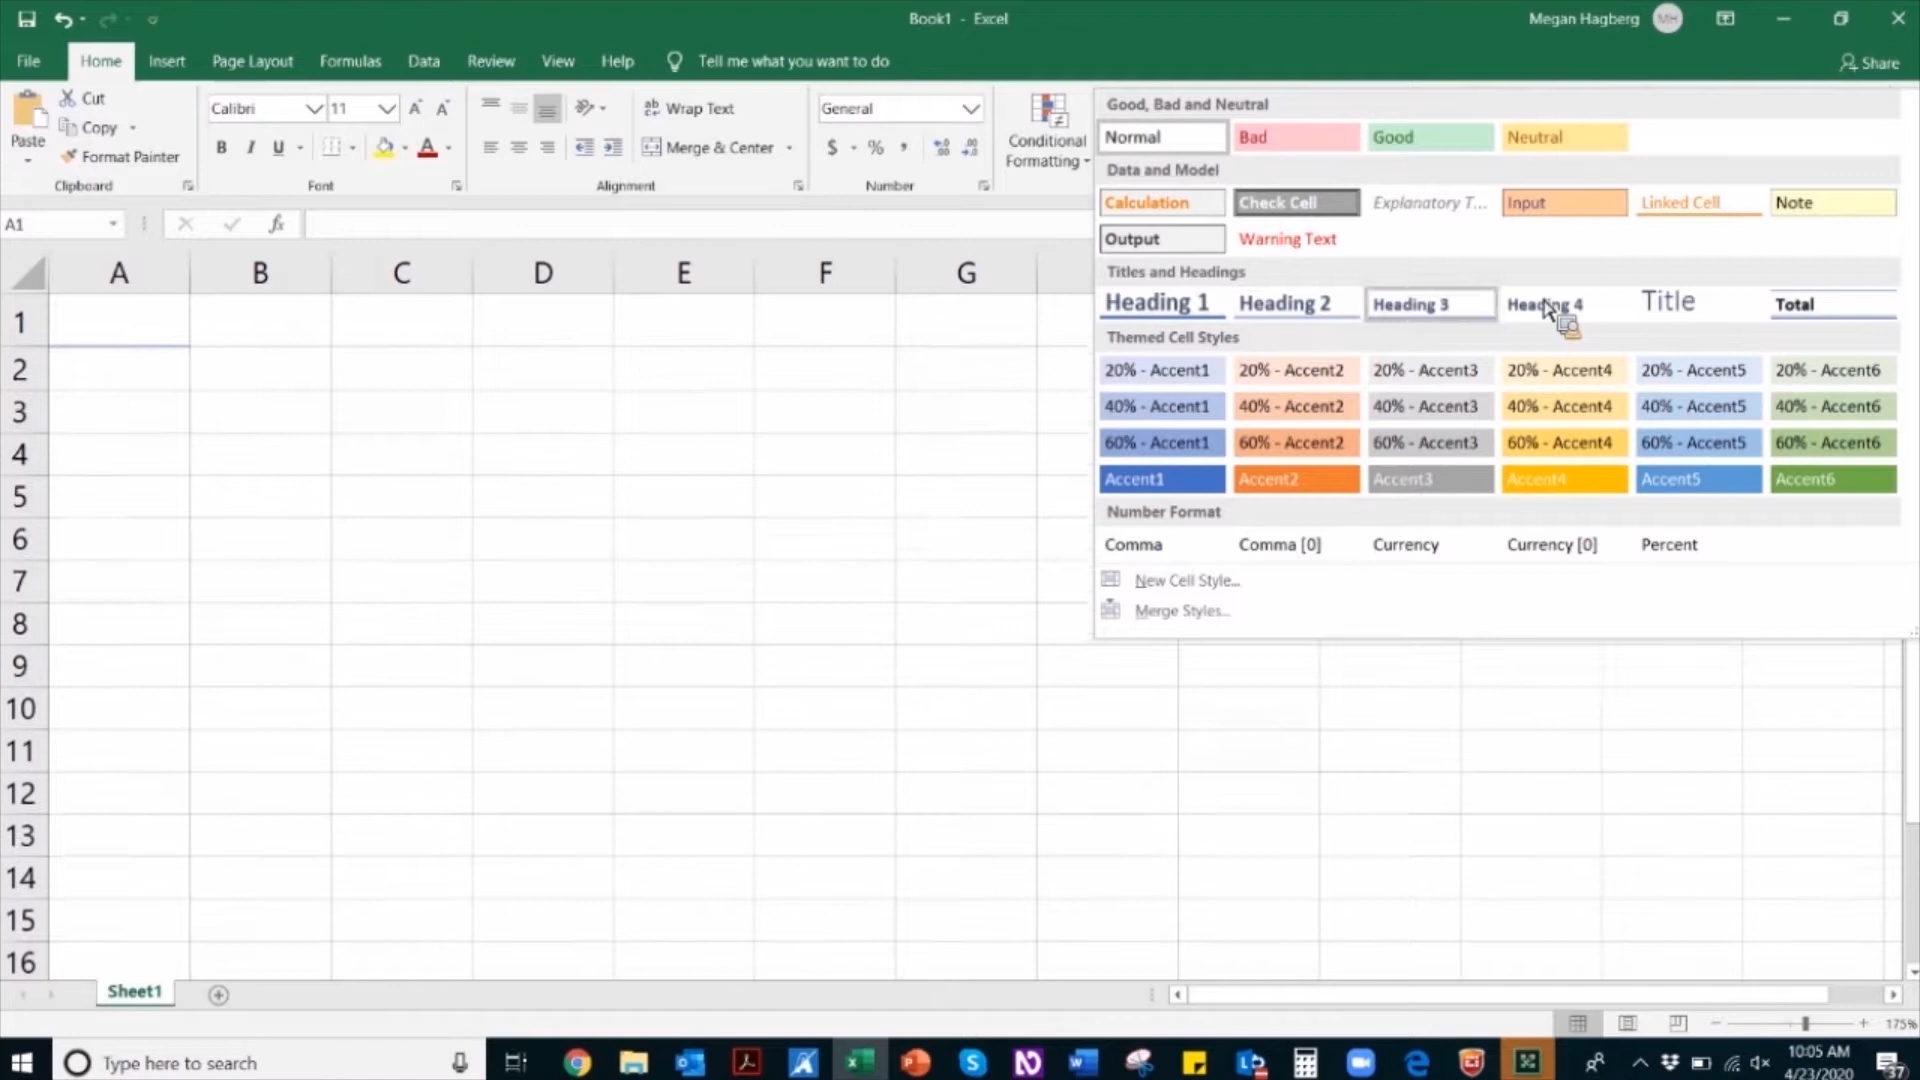 Book1 - Excel
Megan Hagberg MH
File Home Insert Page Layout Formulas Data Review View Help Tell me what you want to do Share
Paste
Cut
Copy
Format Painter
Clipboard
Calibri 11 A A
B I U A
Font
ab Wrap Text
Merge & Center
Alignment
General
$ % ,
Number
Conditional
Formatting
Good, Bad and Neutral
Normal Bad Good Neutral
Data and Model
Calculation Check Cell Explanatory T... Input Linked Cell Note
Output Warning Text
Titles and Headings
Heading 1 Heading 2 Heading 3 Heading 4 Title Total
Themed Cell Styles
20% - Accent1 20% - Accent2 20% - Accent3 20% - Accent4 20% - Accent5 20% - Accent6
40% - Accent1 40% - Accent2 40% - Accent3 40% - Accent4 40% - Accent5 40% - Accent6
60% - Accent1 60% - Accent2 60% - Accent3 60% - Accent4 60% - Accent5 60% - Accent6
Accent1 Accent2 Accent3 Accent4 Accent5 Accent6
Number Format
Comma Comma [0] Currency Currency [0] Percent
New Cell Style...
Merge Styles...
A1 fx
A B C D E F G
1
2
3
4
5
6
7
8
9
10
11
12
13
14
15
16
Sheet1
175%
Type here to search
10:05 AM
4/23/2020
37